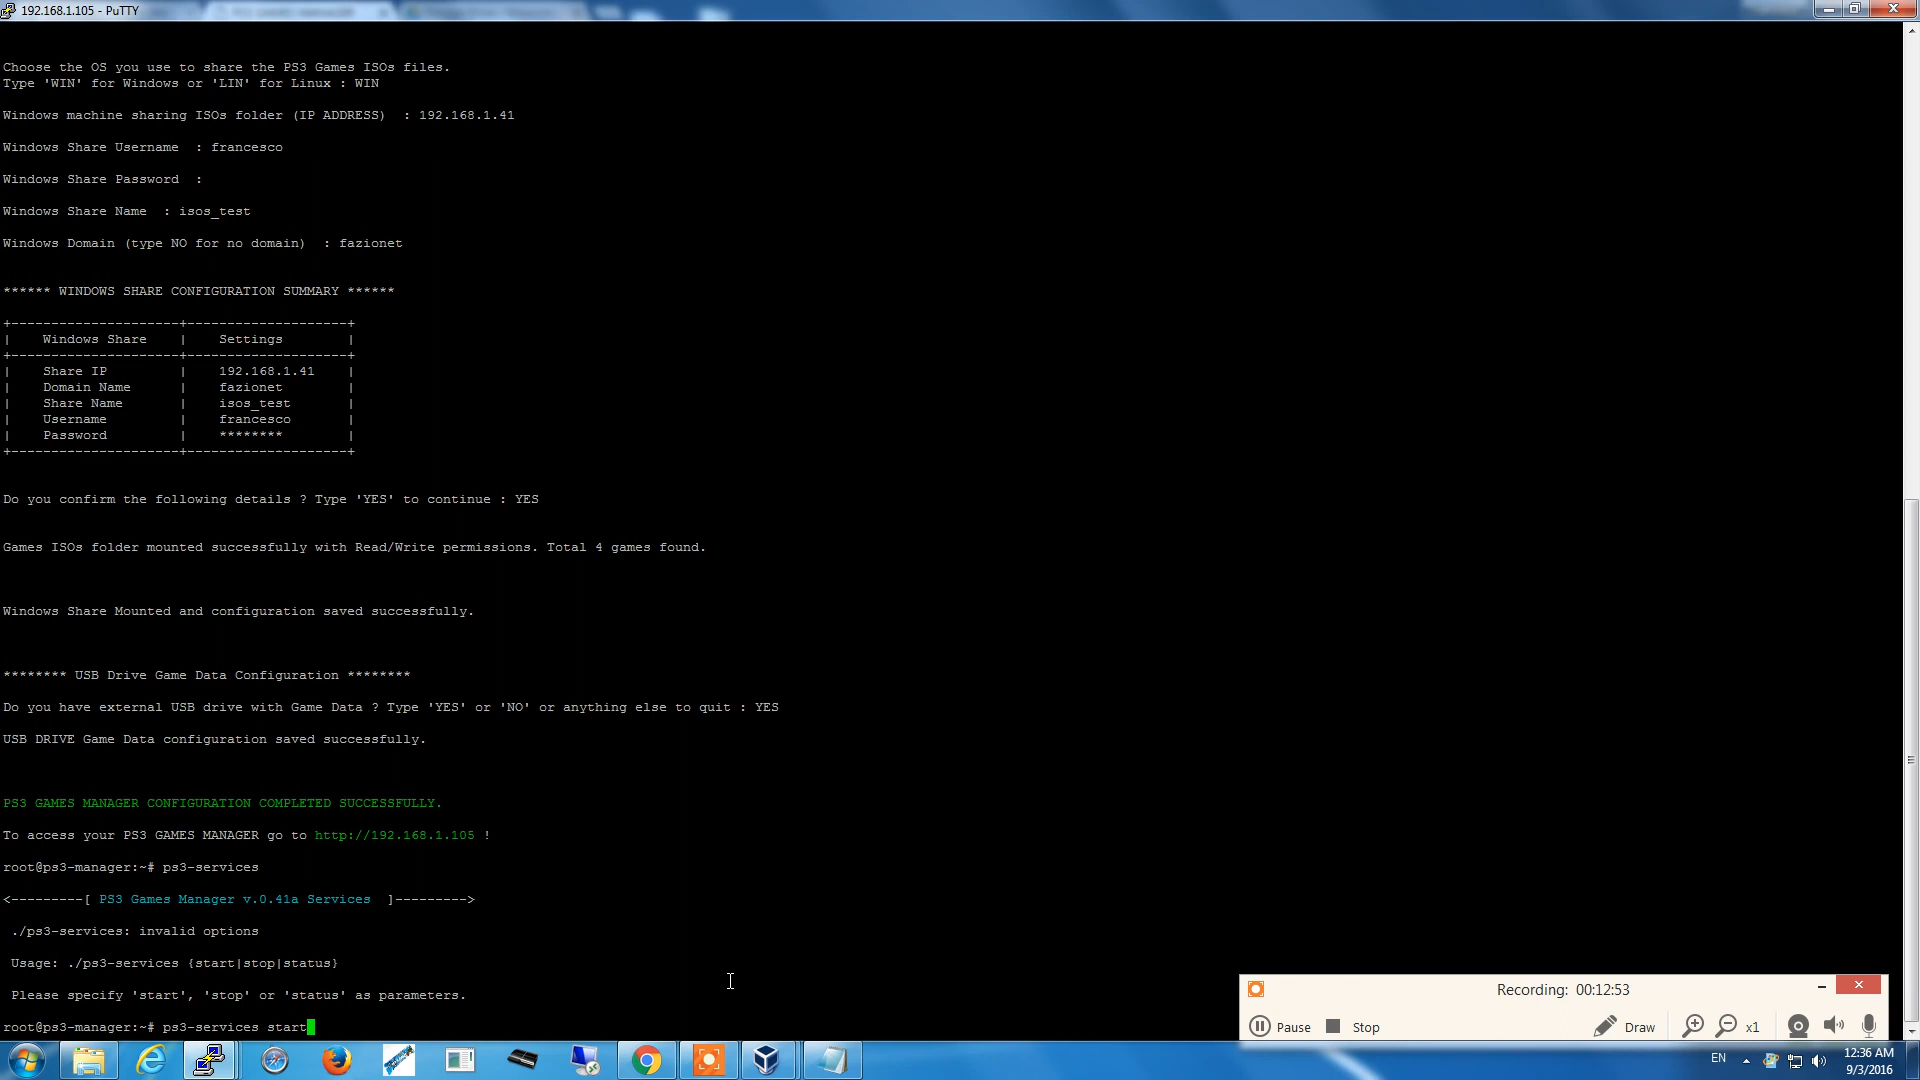 192.168.1.105 - PuTTY
Choose the OS you use to share the PS3 Games ISOs files.
Type 'WIN' for Windows or 'LIN' for Linux : WIN
Windows machine sharing ISOs folder (IP ADDRESS)  : 192.168.1.41
Windows Share Username  : francesco
Windows Share Password  :
Windows Share Name  : isos_test
Windows Domain (type NO for no domain)  : fazionet
****** WINDOWS SHARE CONFIGURATION SUMMARY ******
+---------------------+--------------------+
|    Windows Share    |    Settings        |
+---------------------+--------------------+
|    Share IP         |    192.168.1.41    |
|    Domain Name      |    fazionet        |
|    Share Name       |    isos_test       |
|    Username         |    francesco       |
|    Password         |    ********        |
+---------------------+--------------------+
Do you confirm the following details ? Type 'YES' to continue : YES
Games ISOs folder mounted successfully with Read/Write permissions. Total 4 games found.
Windows Share Mounted and configuration saved successfully.
******** USB Drive Game Data Configuration ********
Do you have external USB drive with Game Data ? Type 'YES' or 'NO' or anything else to quit : YES
USB DRIVE Game Data configuration saved successfully.
PS3 GAMES MANAGER CONFIGURATION COMPLETED SUCCESSFULLY.
To access your PS3 GAMES MANAGER go to http://192.168.1.105 !
root@ps3-manager:~# ps3-services
<---------[ PS3 Games Manager v.0.41a Services  ]--------->
./ps3-services: invalid options
Usage: ./ps3-services {start|stop|status}
Please specify 'start', 'stop' or 'status' as parameters.
root@ps3-manager:~# ps3-services start
Recording: 00:12:53
Pause Stop Draw x1
EN
12:36 AM
9/3/2016